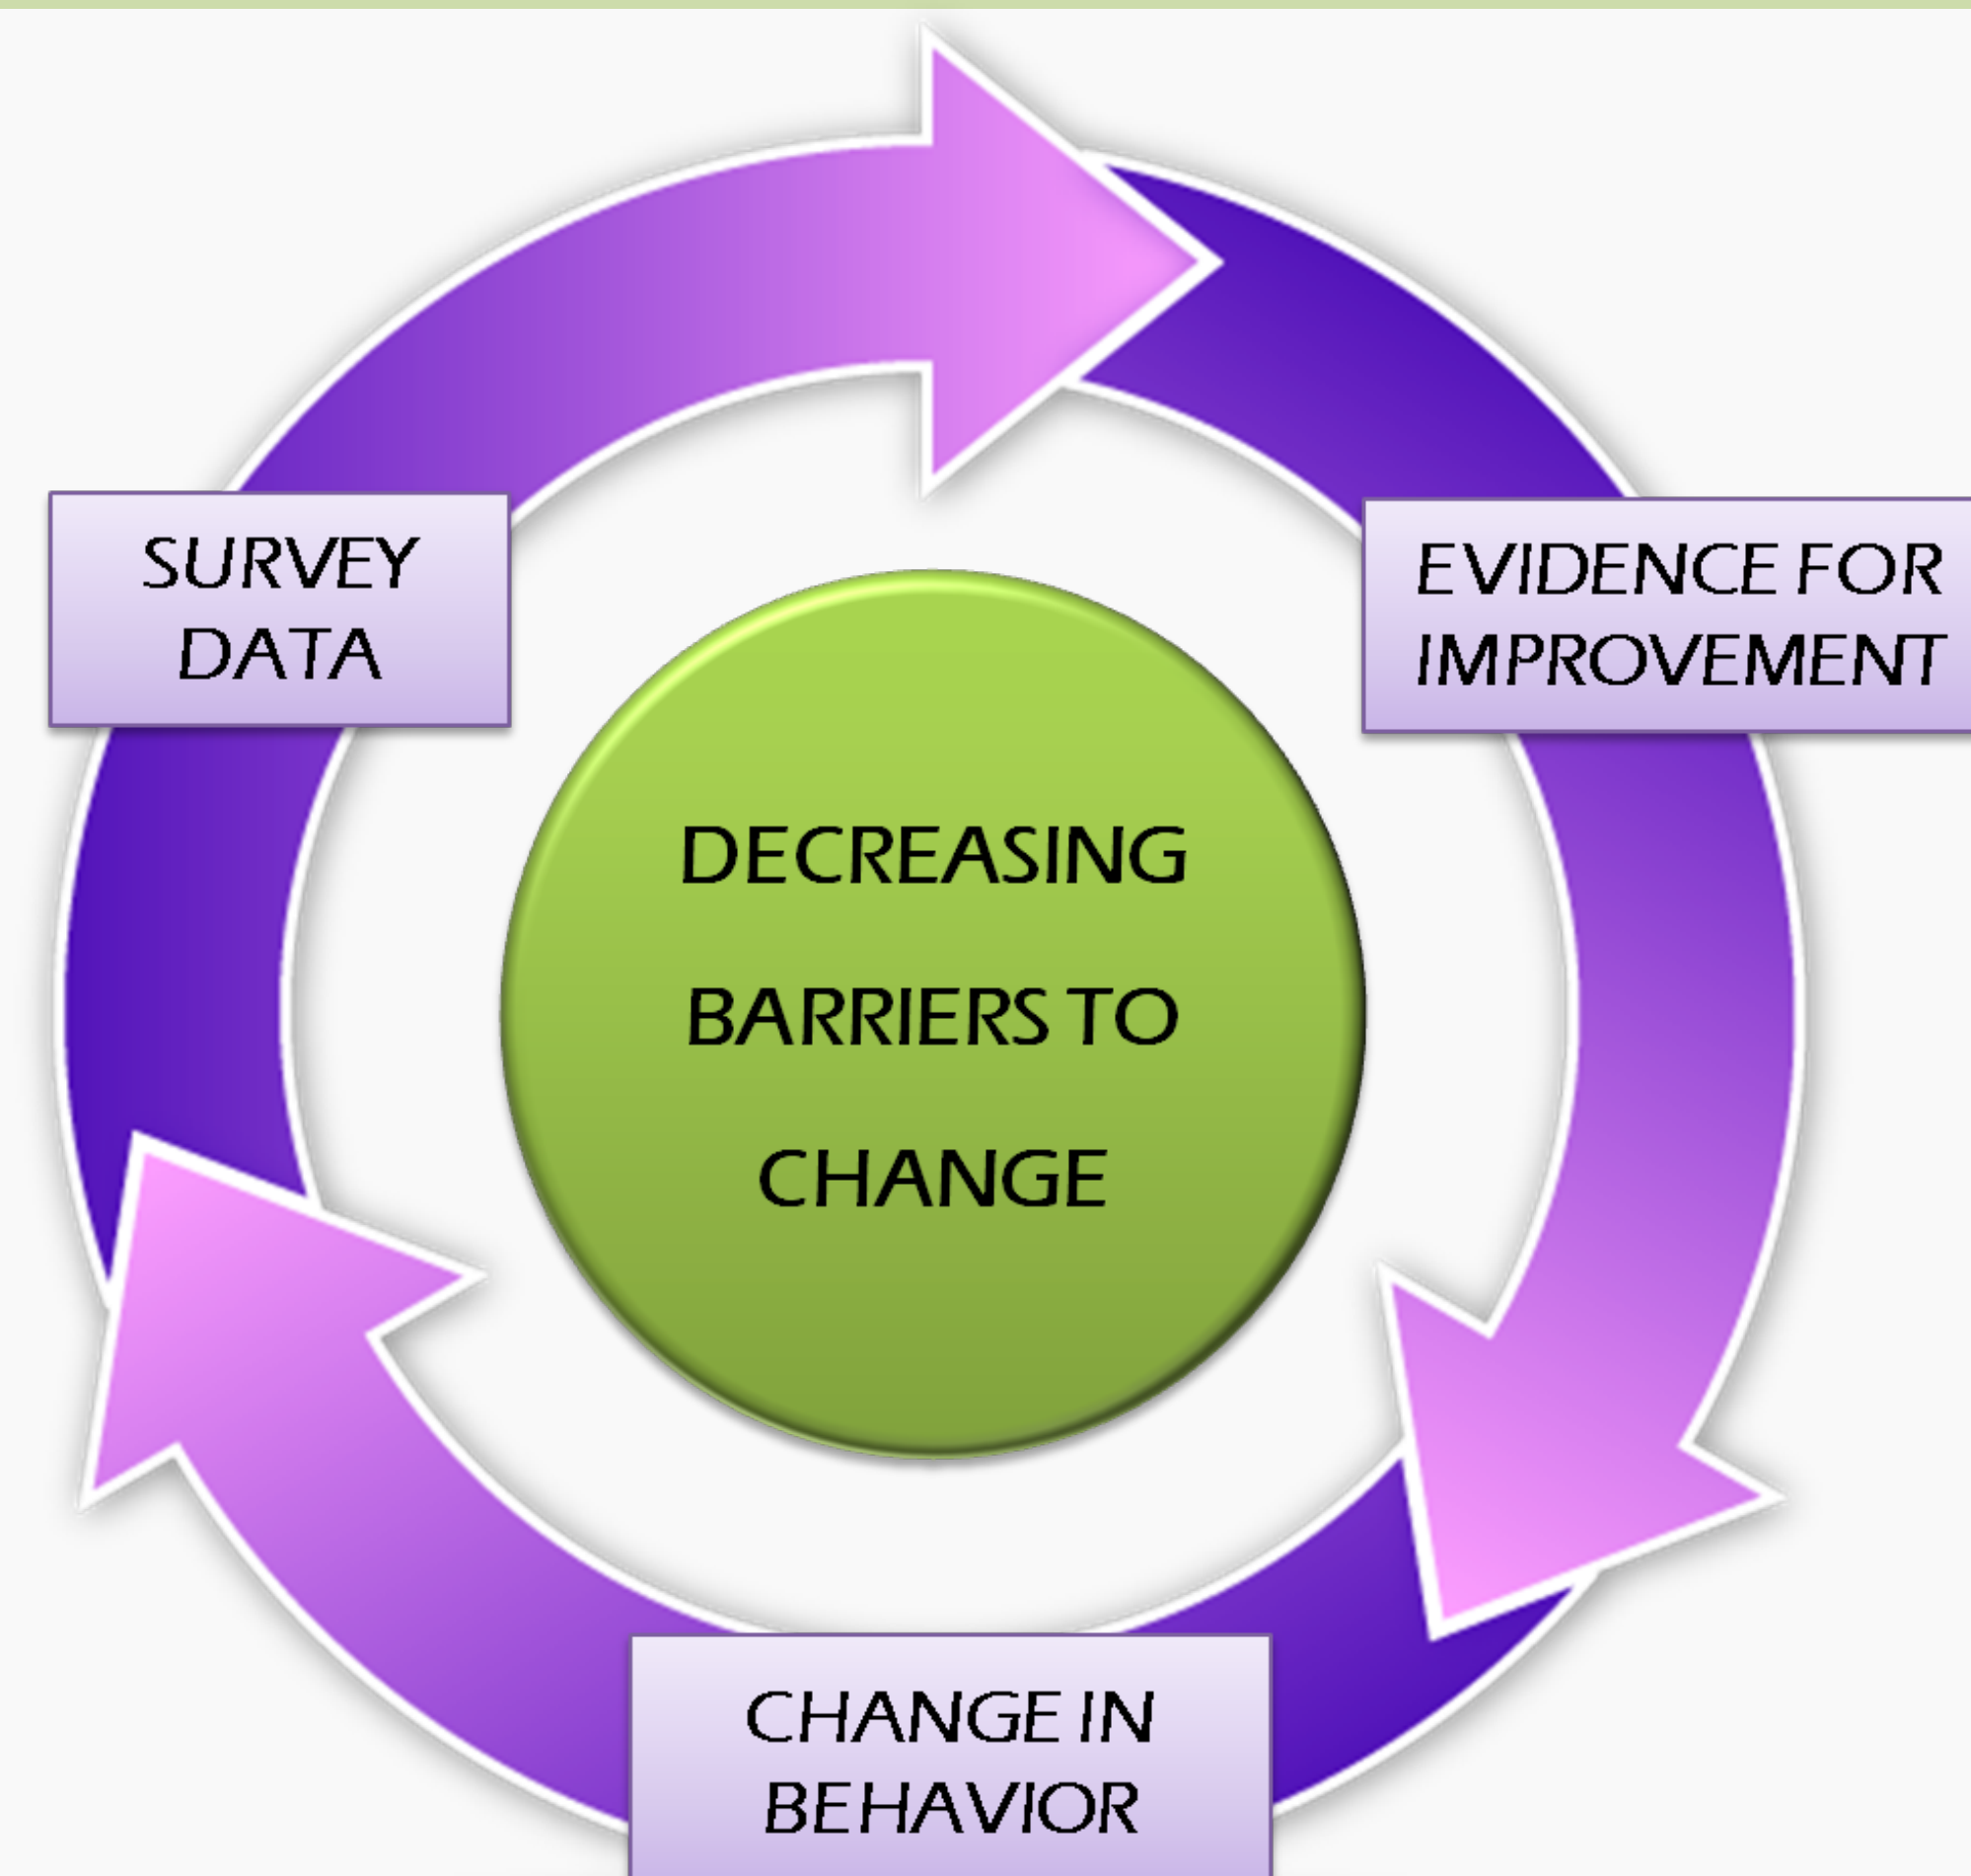 SURVEY
DATA
EVIDENCE FOR
IMPROVEMENT
DECREASING
BARRIERS TO
CHANGE
CHANGE IN
BEHAVIOR